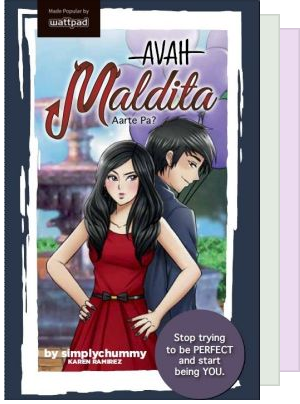 Made Popular by
wattpad
AVAH
Maldita
Aarte Pa?
by simplychummy
KAREN RAMIREZ
Stop trying
to be PERFECT
and start
being YOU.